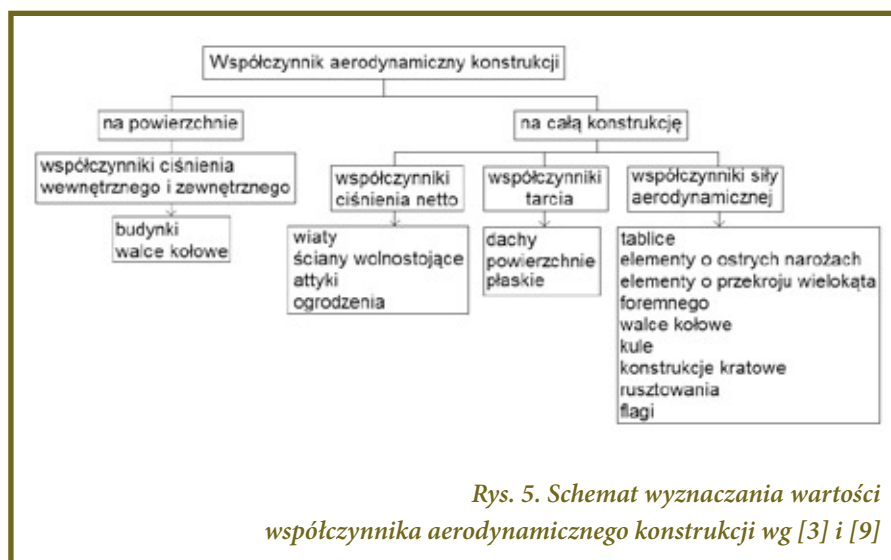 Współczynnik aerodynamiczny konstrukcji
na powierzchnie
na całą konstrukcję
współczynniki ciśnienia
wewnętrznego i zewnętrznego
współczynniki
ciśnienia netto
współczynniki
tarcia
współczynniki siły
aerodynamicznej
budynki
walce kołowe
wiaty
ściany wolnostojące
attyki
ogrodzenia
dachy
powierzchnie
płaskie
tablice
elementy o ostrych narożach
elementy o przekroju wielokąta
foremnego
walce kołowe
kule
konstrukcje kratowe
rusztowania
flagi
Rys. 5. Schemat wyznaczania wartości
współczynnika aerodynamicznego konstrukcji wg [3] i [9]